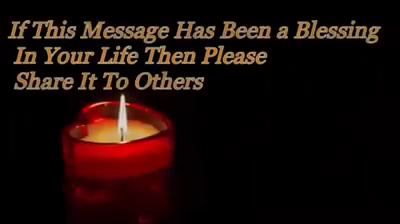 If This Message Has Been a Blessing
In Your Life Then Please
Share It To Others